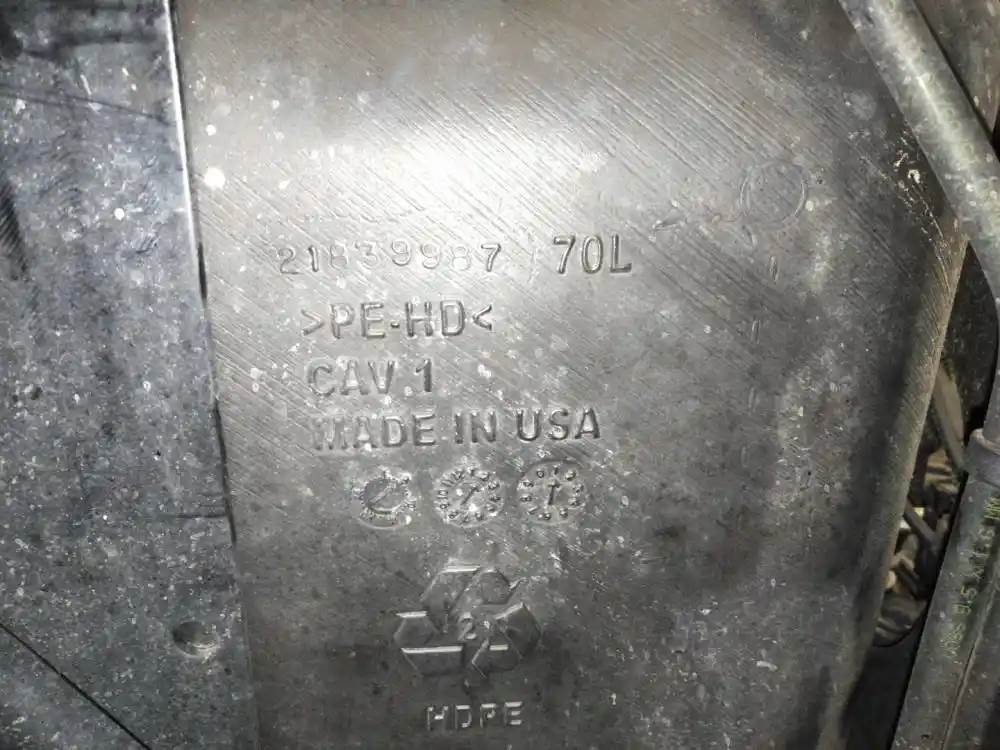 21839987 70L
>PE-HD<
CAV.1
MADE IN USA
2
HDPE